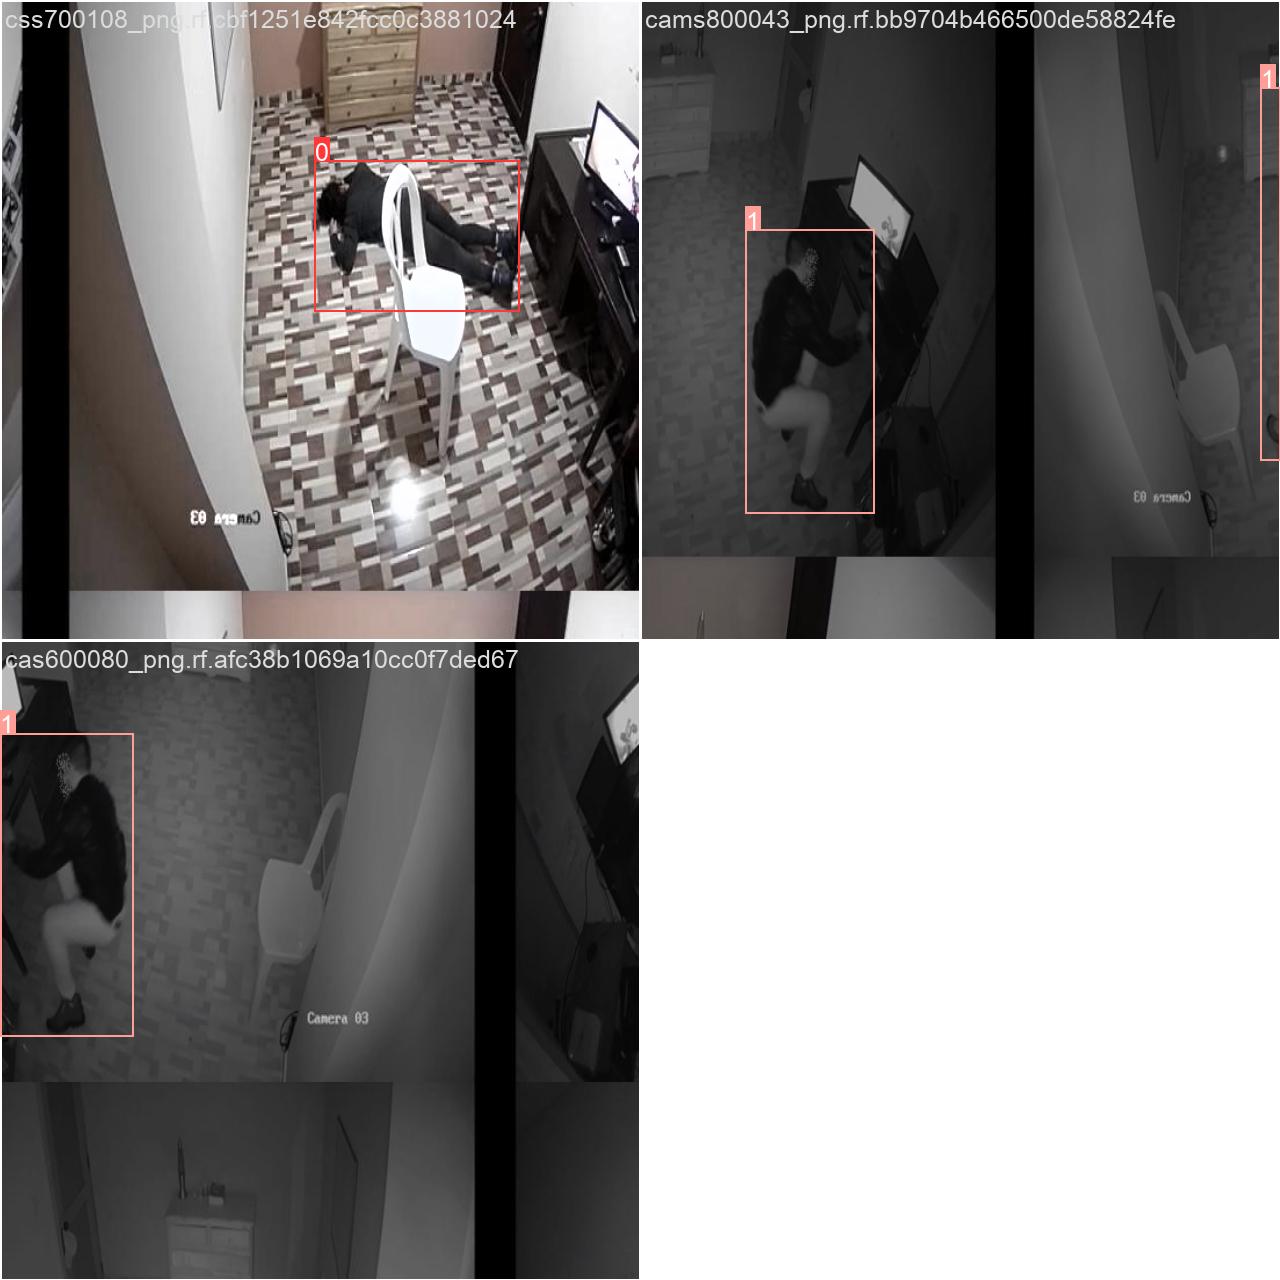 css700108_png.rf.cbf1251e842fcc0c3881024
cams800043_png.rf.bb9704b466500de58824fe
0
1
1
Camera 03
Camera 03
cas600080_png.rf.afc38b1069a10cc0f7ded67
1
Camera 03